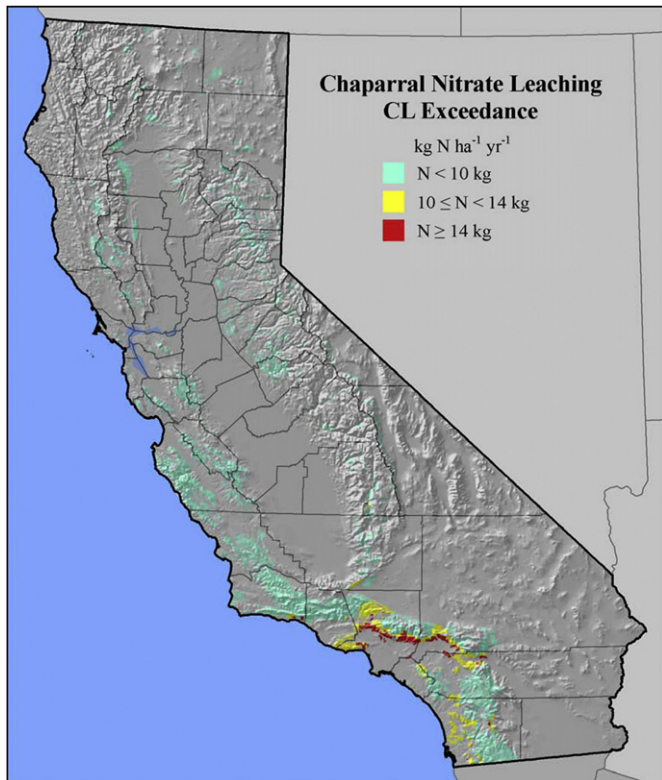 Chaparral Nitrate Leaching
CL Exceedance
kg N ha⁻¹ yr⁻¹
N < 10 kg
10 ≤ N < 14 kg
N ≥ 14 kg